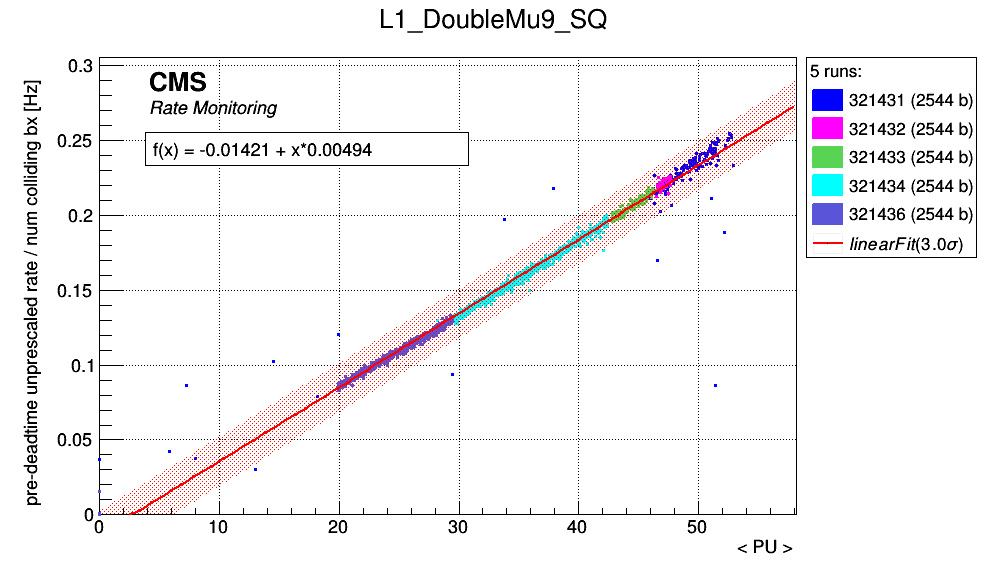 L1_DoubleMu9_SQ
pre-deadtime unprescaled rate / num colliding bx [Hz]
0.3
0.25
0.2
0.15
0.1
0.05
0
CMS
Rate Monitoring
f(x) = -0.01421 + x*0.00494
0 10 20 30 40 50
< PU >
5 runs:
321431 (2544 b)
321432 (2544 b)
321433 (2544 b)
321434 (2544 b)
321436 (2544 b)
linearFit(3.0σ)